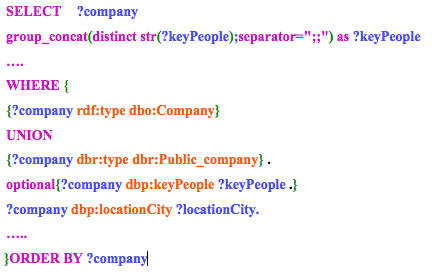 SELECT ?company
group_concat(distinct str(?keyPeople);separator=";;") as ?keyPeople
....
WHERE {
{?company rdf:type dbo:Company}
UNION
{?company dbr:type dbr:Public_company} .
optional{?company dbp:keyPeople ?keyPeople .}
?company dbp:locationCity ?locationCity.
.....
}ORDER BY ?company